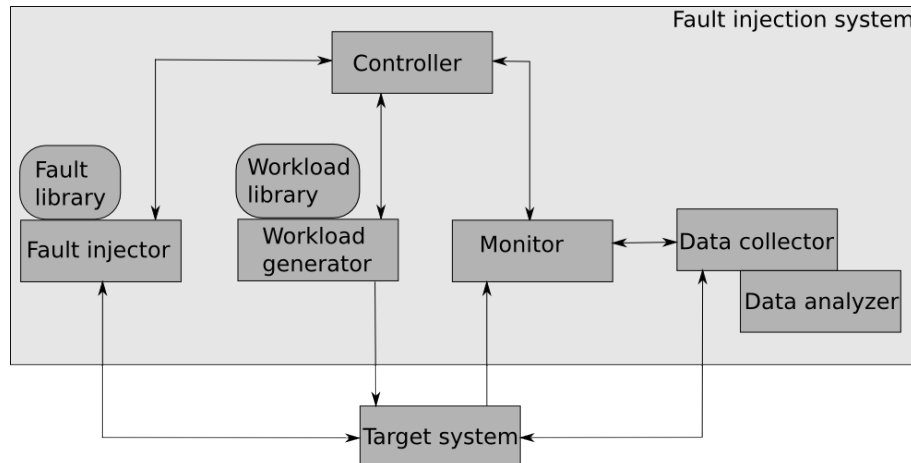 Fault injection system
Controller
Fault
library
Workload
library
Fault injector
Workload
generator
Monitor
Data collector
Data analyzer
Target system